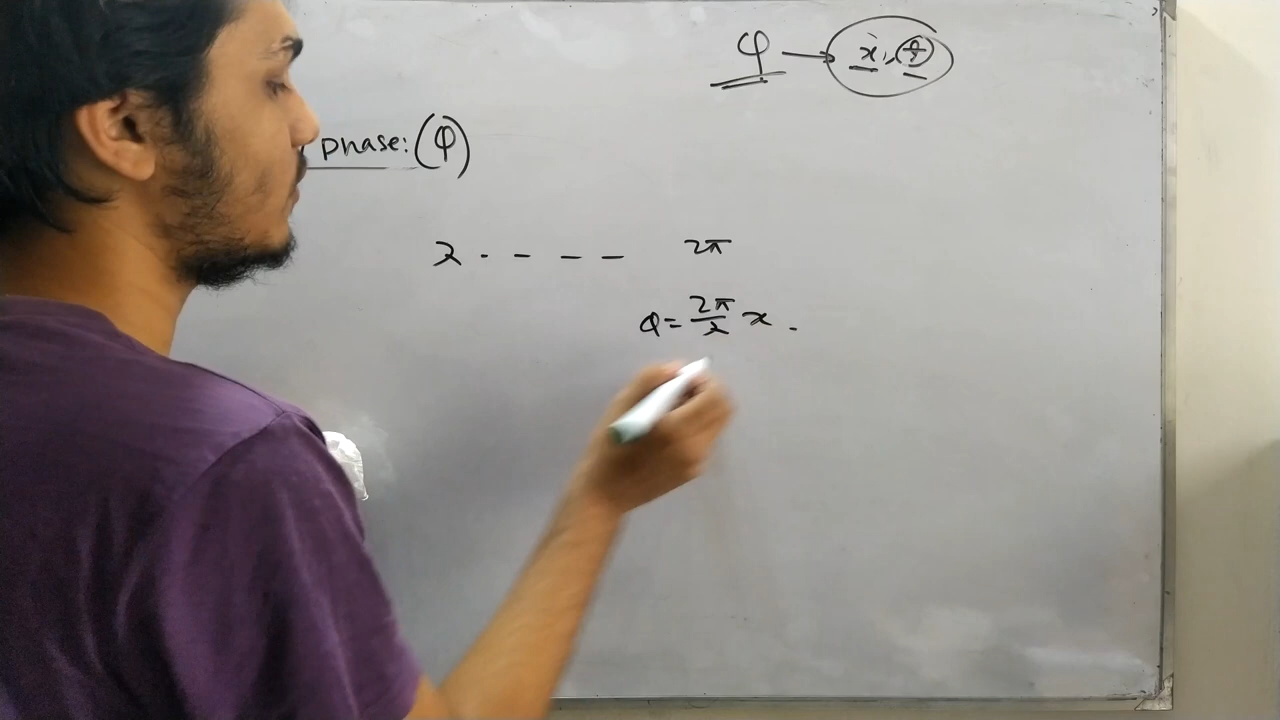 φ → ẋ,
phase: (φ)
λ - - - - 2π
φ = 2π/λ x .